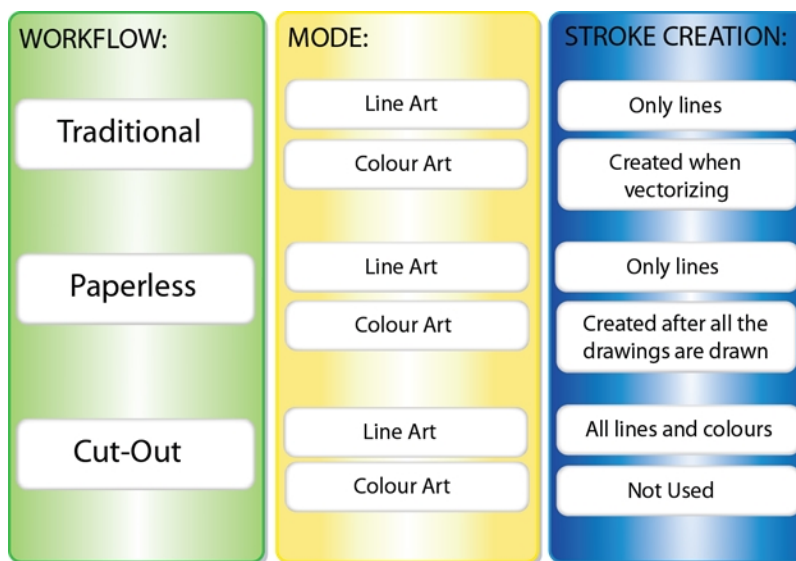 WORKFLOW:
Traditional
Paperless
Cut-Out
MODE:
Line Art
Colour Art
Line Art
Colour Art
Line Art
Colour Art
STROKE CREATION:
Only lines
Created when
vectorizing
Only lines
Created after all the
drawings are drawn
All lines and colours
Not Used